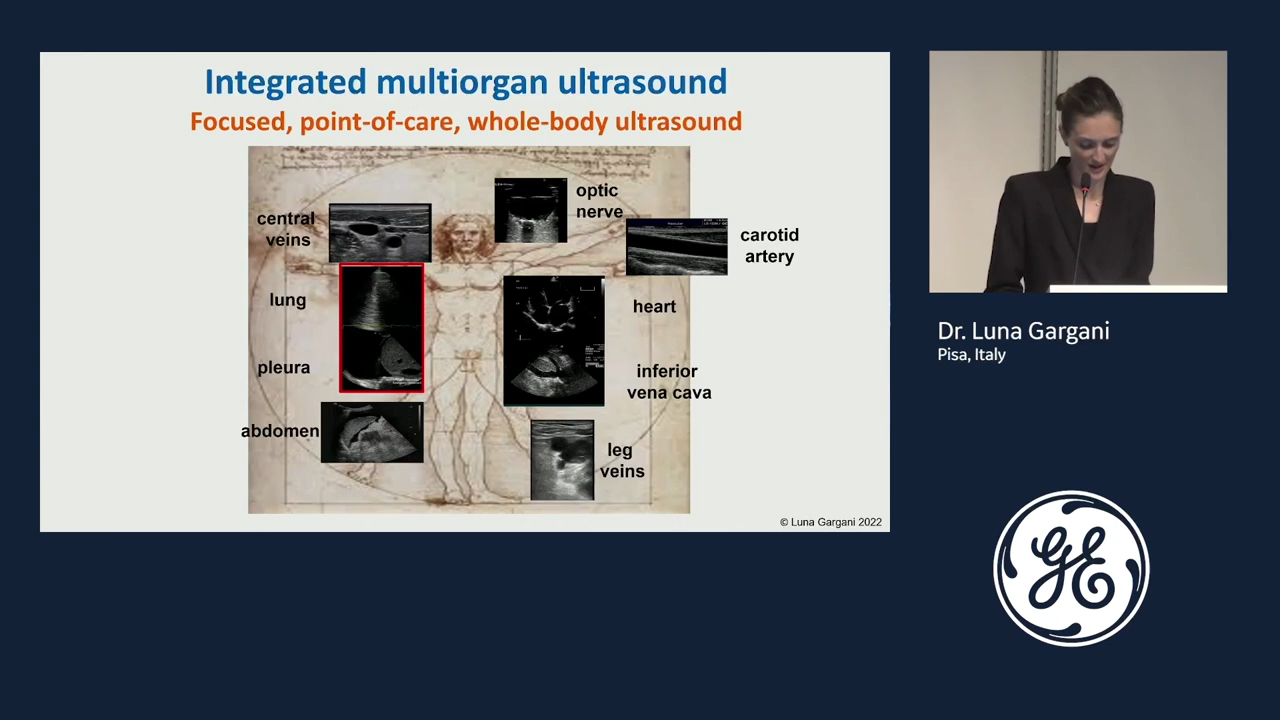 Integrated multiorgan ultrasound
Focused, point-of-care, whole-body ultrasound
central
veins
optic
nerve
carotid
artery
lung
heart
pleura
inferior
vena cava
abdomen
leg
veins
© Luna Gargani 2022
Dr. Luna Gargani
Pisa, Italy
GE